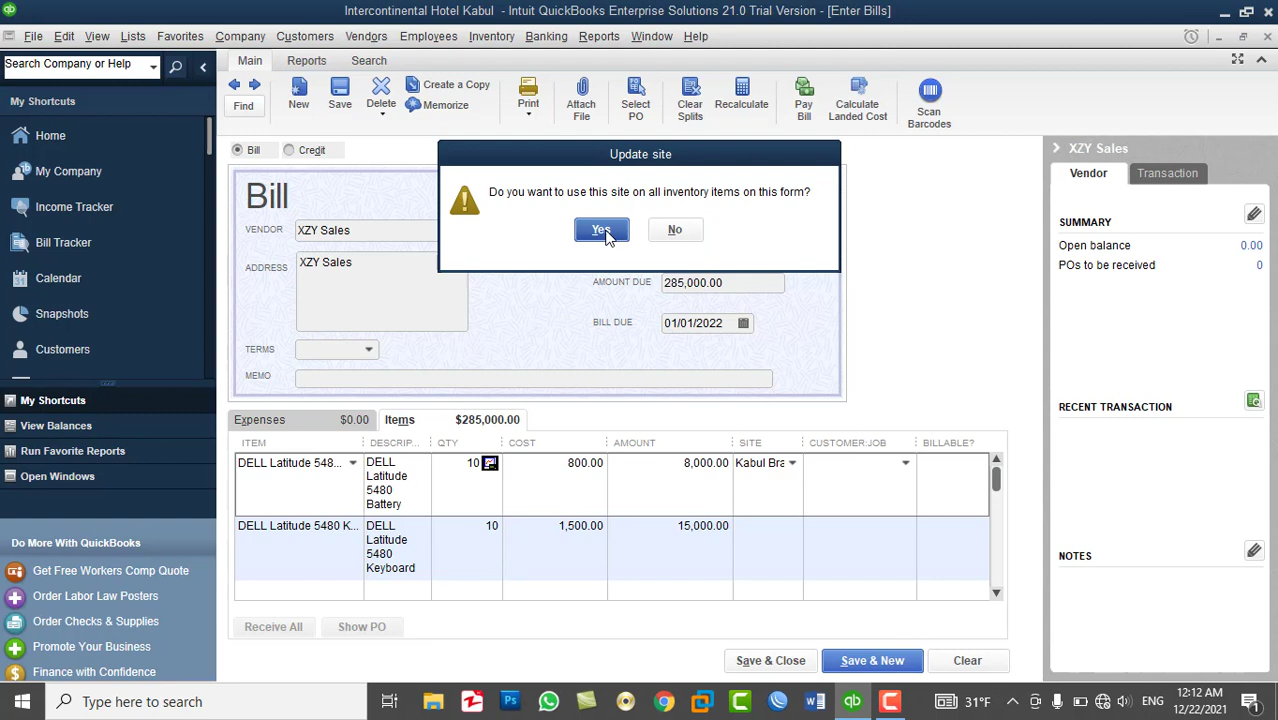 Intercontinental Hotel Kabul - Intuit QuickBooks Enterprise Solutions 21.0 Trial Version - [Enter Bills]
File Edit View Lists Favorites Company Customers Vendors Employees Inventory Banking Reports Window Help
Search Company or Help
My Shortcuts
Home
My Company
Income Tracker
Bill Tracker
Calendar
Snapshots
Customers
My Shortcuts
View Balances
Run Favorite Reports
Open Windows
Do More With QuickBooks
Get Free Workers Comp Quote
Order Labor Law Posters
Order Checks & Supplies
Promote Your Business
Finance with Confidence
Main Reports Search
Find
New
Save
Delete
Create a Copy
Memorize
Print
Attach File
Select PO
Clear Splits
Recalculate
Pay Bill
Calculate Landed Cost
Scan Barcodes
Bill Credit
Update site
Do you want to use this site on all inventory items on this form?
Yes No
Bill
VENDOR XZY Sales
ADDRESS XZY Sales
AMOUNT DUE 285,000.00
BILL DUE 01/01/2022
TERMS
MEMO
Expenses $0.00 Items $285,000.00
ITEM DESCRIP... QTY COST AMOUNT SITE CUSTOMER:JOB BILLABLE?
DELL Latitude 548... DELL Latitude 5480 Battery 10 800.00 8,000.00 Kabul Bra
DELL Latitude 5480 K... DELL Latitude 5480 Keyboard 10 1,500.00 15,000.00
Receive All Show PO
Save & Close Save & New Clear
XZY Sales
Vendor Transaction
SUMMARY
Open balance 0.00
POs to be received 0
RECENT TRANSACTION
NOTES
Type here to search
31°F ENG 12:12 AM
12/22/2021